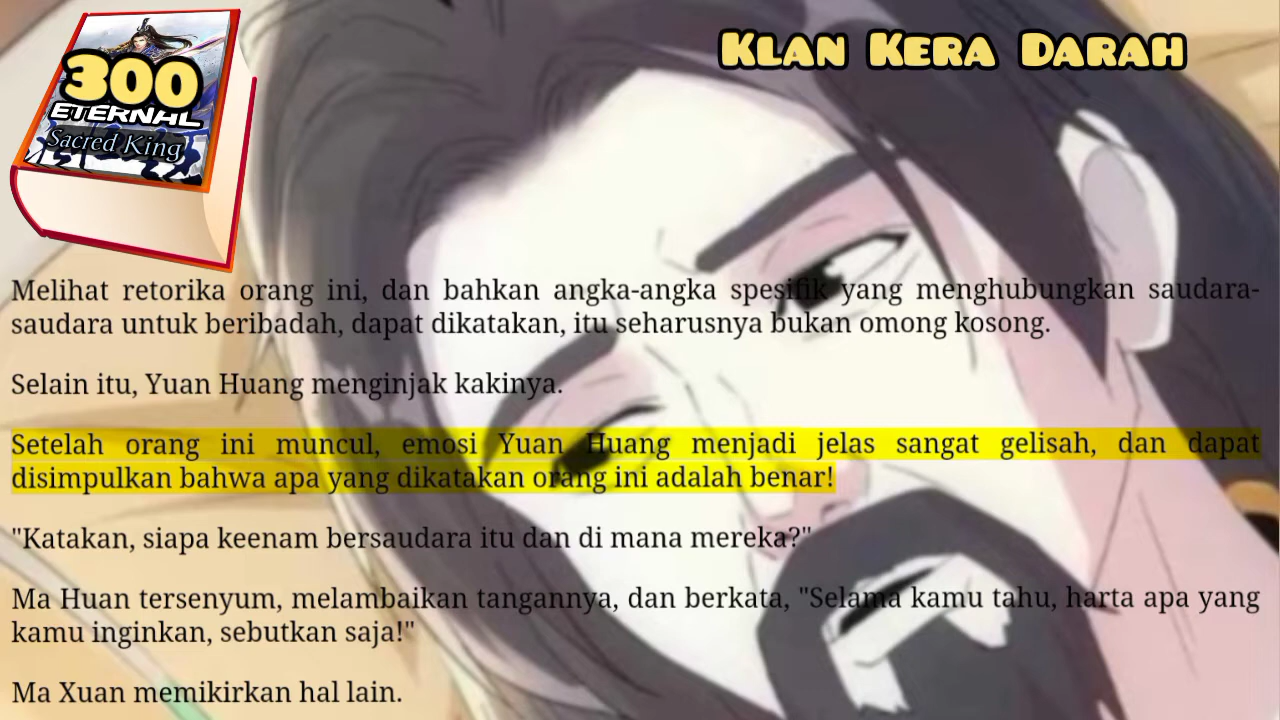 300
ETERNAL
Sacred King
KLAN KERA DARAH
Melihat retorika orang ini, dan bahkan angka-angka spesifik yang menghubungkan saudara-
saudara untuk beribadah, dapat dikatakan, itu seharusnya bukan omong kosong.
Selain itu, Yuan Huang menginjak kakinya.
Setelah orang ini muncul, emosi Yuan Huang menjadi jelas sangat gelisah, dan dapat
disimpulkan bahwa apa yang dikatakan orang ini adalah benar!
"Katakan, siapa keenam bersaudara itu dan di mana mereka?"
Ma Huan tersenyum, melambaikan tangannya, dan berkata, "Selama kamu tahu, harta apa yang
kamu inginkan, sebutkan saja!"
Ma Xuan memikirkan hal lain.